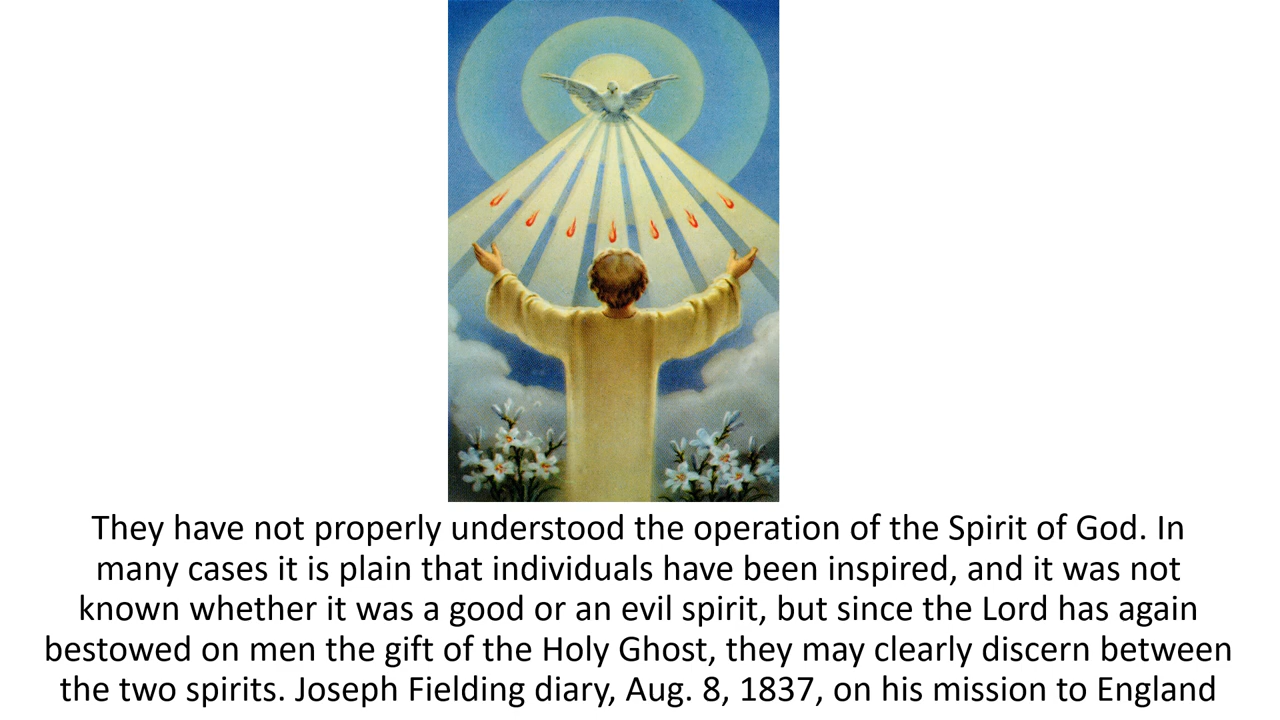 They have not properly understood the operation of the Spirit of God. In
many cases it is plain that individuals have been inspired, and it was not
known whether it was a good or an evil spirit, but since the Lord has again
bestowed on men the gift of the Holy Ghost, they may clearly discern between
the two spirits. Joseph Fielding diary, Aug. 8, 1837, on his mission to England